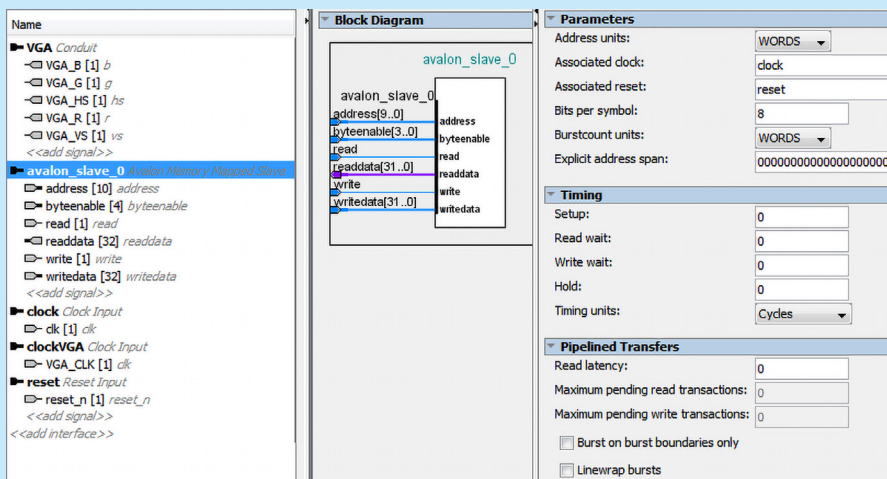 Name
VGA Conduit
VGA_B [1] b
VGA_G [1] g
VGA_HS [1] hs
VGA_R [1] r
VGA_VS [1] vs
<<add signal>>
avalon_slave_0 Avalon Memory Mapped Slave
address [10] address
byteenable [4] byteenable
read [1] read
readdata [32] readdata
write [1] write
writedata [32] writedata
<<add signal>>
clock Clock Input
clk [1] clk
clockVGA Clock Input
VGA_CLK [1] clk
reset Reset Input
reset_n [1] reset_n
<<add signal>>
<<add interface>>
Block Diagram
avalon_slave_0
avalon_slave_0
address[9..0] address
byteenable[3..0] byteenable
read read
readdata[31..0] readdata
write write
writedata[31..0] writedata
Parameters
Address units: WORDS
Associated clock: clock
Associated reset: reset
Bits per symbol: 8
Burstcount units: WORDS
Explicit address span: 00000000000000000000
Timing
Setup: 0
Read wait: 0
Write wait: 0
Hold: 0
Timing units: Cycles
Pipelined Transfers
Read latency: 0
Maximum pending read transactions: 0
Maximum pending write transactions: 0
Burst on burst boundaries only
Linewrap bursts